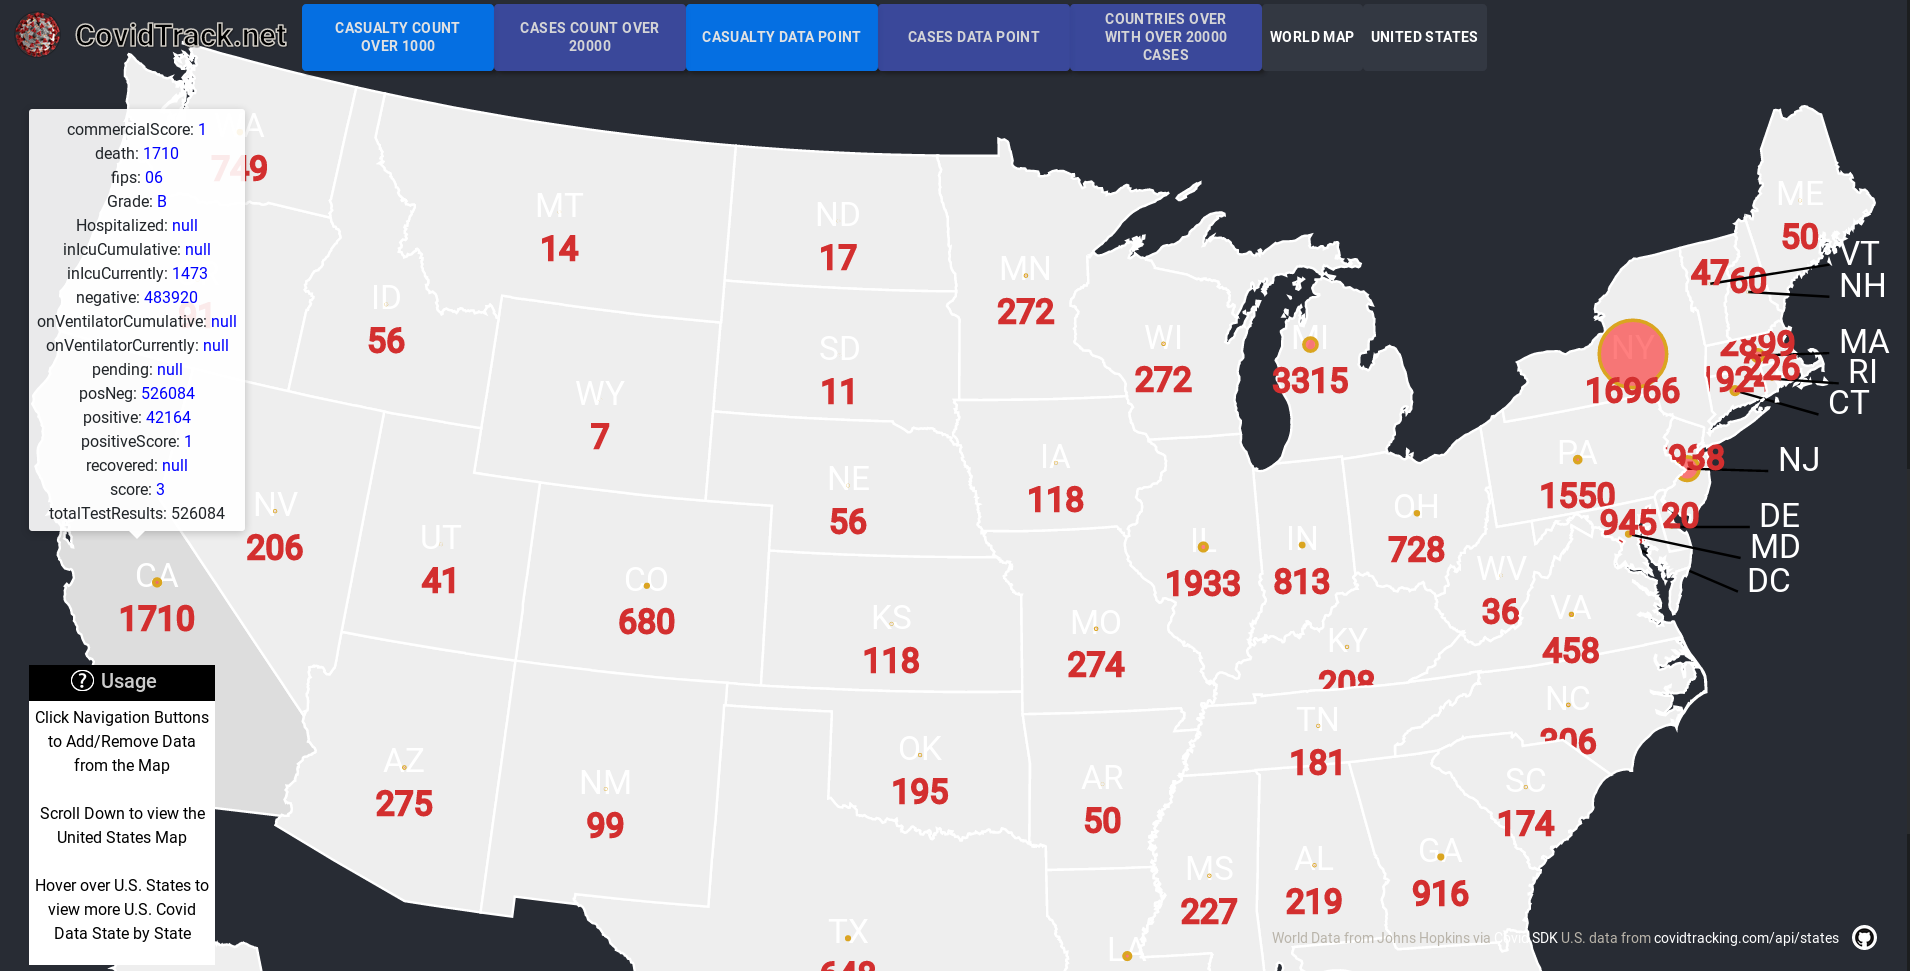 CovidTrack.net
CASUALTY COUNT
OVER 1000
CASES COUNT OVER
20000
CASUALTY DATA POINT
CASES DATA POINT
COUNTRIES OVER
WITH OVER 20000
CASES
WORLD MAP
UNITED STATES
commercialScore: 1
death: 1710
fips: 06
Grade: B
Hospitalized: null
inIcuCumulative: null
inIcuCurrently: 1473
negative: 483920
onVentilatorCumulative: null
onVentilatorCurrently: null
pending: null
posNeg: 526084
positive: 42164
positiveScore: 1
recovered: null
score: 3
totalTestResults: 526084
749
MT
14
ND
17
MN
272
ID
56
SD
11
WI
272
MI
3315
ME
50
VT
47
NH
60
NY
16966
MA
2899
RI
226
CT
WY
7
NE
56
IA
118
PA
1550
NJ
NV
206
UT
41
CO
680
IL
1933
IN
813
OH
728
945
20
DE
MD
DC
CA
1710
KS
118
MO
274
KY
208
WV
36
VA
458
NC
306
TN
181
AZ
275
NM
99
OK
195
AR
50
SC
174
MS
227
AL
219
GA
916
TX
648
LA
? Usage
Click Navigation Buttons
to Add/Remove Data
from the Map
Scroll Down to view the
United States Map
Hover over U.S. States to
view more U.S. Covid
Data State by State
World Data from Johns Hopkins via Covid SDK U.S. data from covidtracking.com/api/states